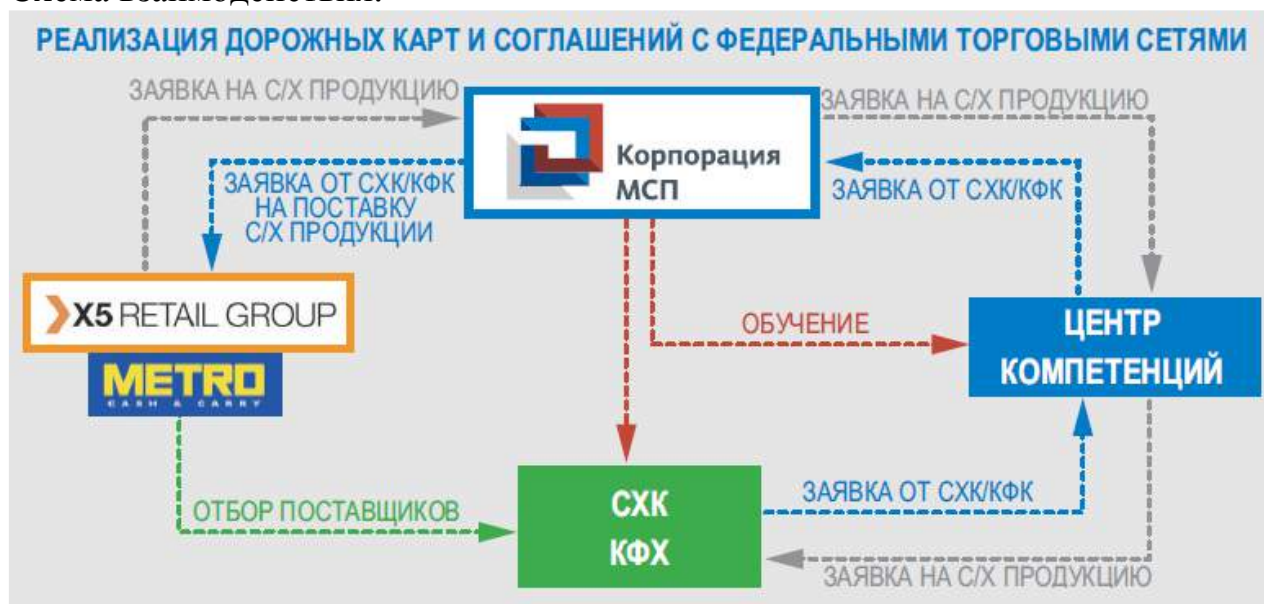 Схема взаимодействия:
РЕАЛИЗАЦИЯ ДОРОЖНЫХ КАРТ И СОГЛАШЕНИЙ С ФЕДЕРАЛЬНЫМИ ТОРГОВЫМИ СЕТЯМИ
ЗАЯВКА НА С/Х ПРОДУКЦИЮ
ЗАЯВКА НА С/Х ПРОДУКЦИЮ
Корпорация
МСП
ЗАЯВКА ОТ СХК/КФК
НА ПОСТАВКУ
С/Х ПРОДУКЦИИ
ЗАЯВКА ОТ СХК/КФК
X5 RETAIL GROUP
METRO
CASH & CARRY
ОБУЧЕНИЕ
ЦЕНТР
КОМПЕТЕНЦИЙ
ОТБОР ПОСТАВЩИКОВ
СХК
КФХ
ЗАЯВКА ОТ СХК/КФК
ЗАЯВКА НА С/Х ПРОДУКЦИЮ